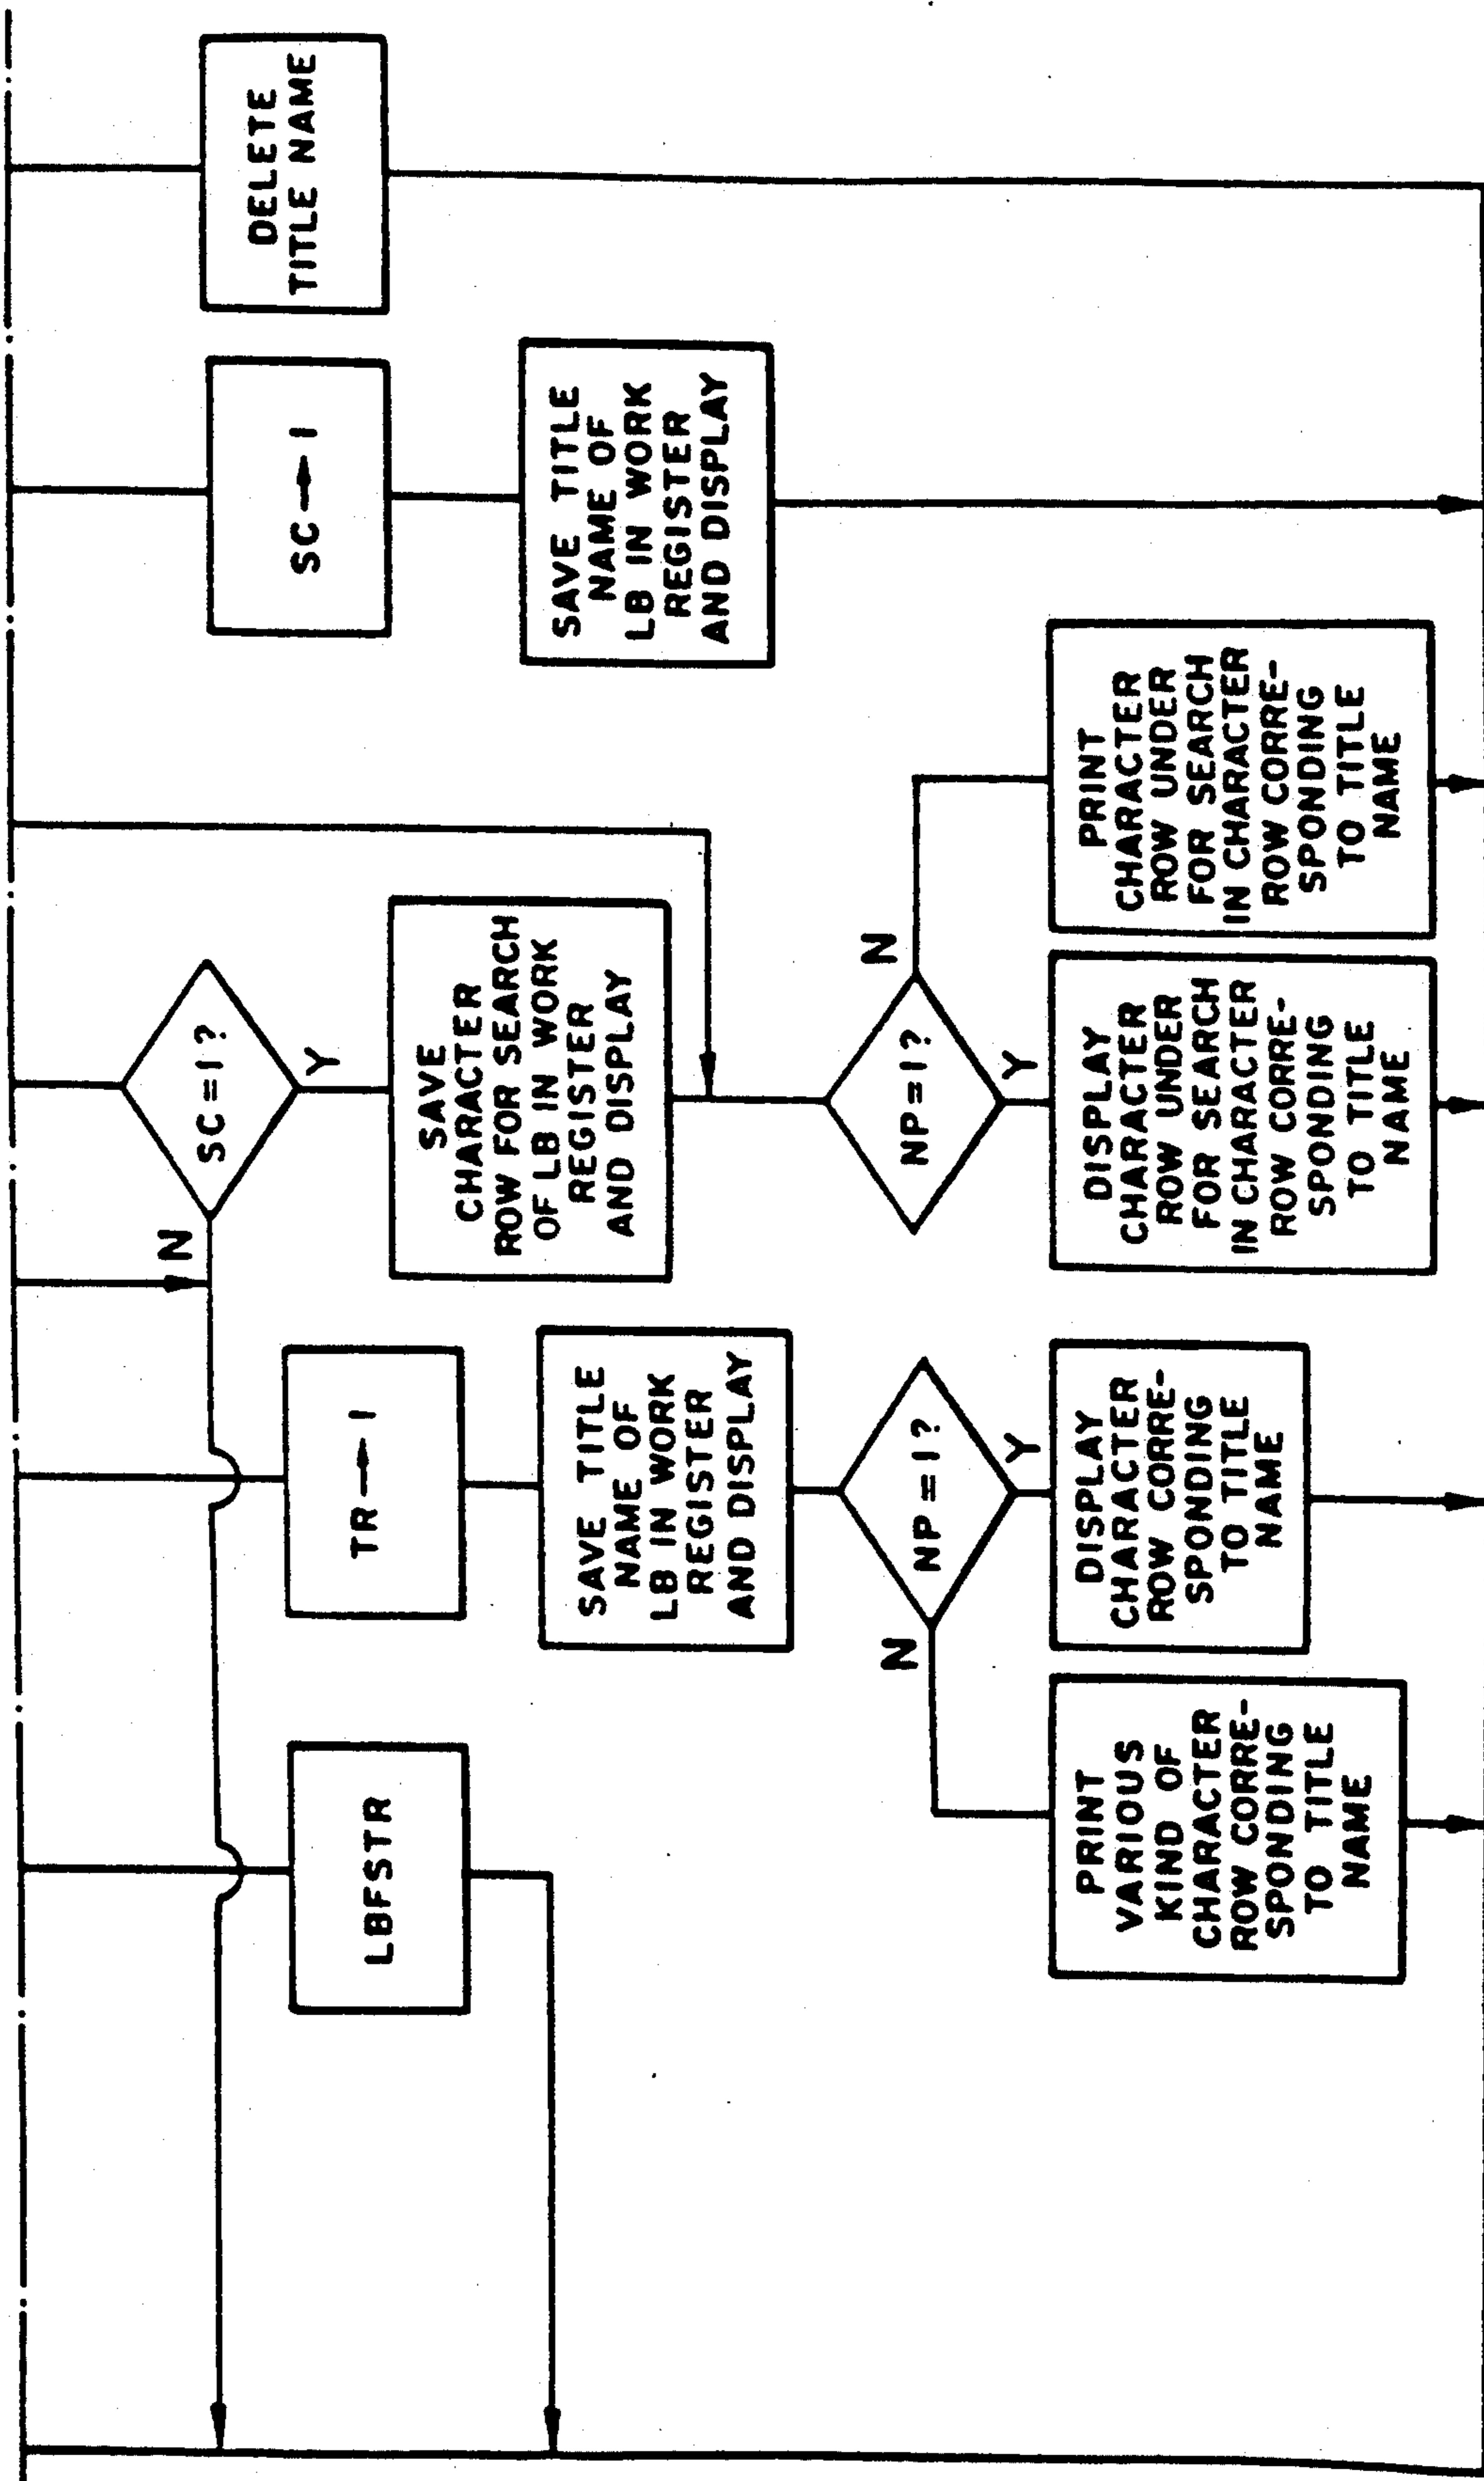 N
SC=1?
Y
LBFSTR
TR→1
SC→1
DELETE
TITLE NAME
SAVE
CHARACTER
ROW FOR SEARCH
OF LB IN WORK
REGISTER
AND DISPLAY
SAVE TITLE
NAME OF
LB IN WORK
REGISTER
AND DISPLAY
SAVE TITLE
NAME OF
LB IN WORK
REGISTER
AND DISPLAY
N
NP=1?
Y
NP=1?
N
Y
PRINT
VARIOUS
KIND OF
CHARACTER
ROW CORRE-
SPONDING
TO TITLE
NAME
DISPLAY
CHARACTER
ROW CORRE-
SPONDING
TO TITLE
NAME
DISPLAY
CHARACTER
ROW UNDER
FOR SEARCH
IN CHARACTER
ROW CORRE-
SPONDING
TO TITLE
NAME
PRINT
CHARACTER
ROW UNDER
FOR SEARCH
IN CHARACTER
ROW CORRE-
SPONDING
TO TITLE
NAME